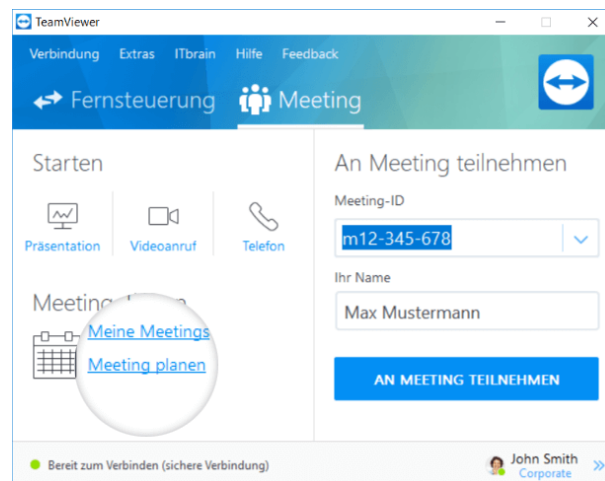 TeamViewer
Verbindung Extras ITbrain Hilfe Feedback
Fernsteuerung Meeting
Starten
Präsentation Videoanruf Telefon
Meeting
Meine Meetings
Meeting planen
An Meeting teilnehmen
Meeting-ID
m12-345-678
Ihr Name
Max Mustermann
AN MEETING TEILNEHMEN
Bereit zum Verbinden (sichere Verbindung)
John Smith
Corporate